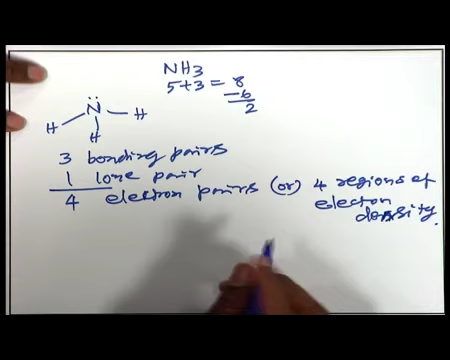 NH3
5+3 = 8
-6
2
N
H
H
H
3 bonding pairs
1 lone pair
4 electron pairs (or) 4 regions of
electron
density.